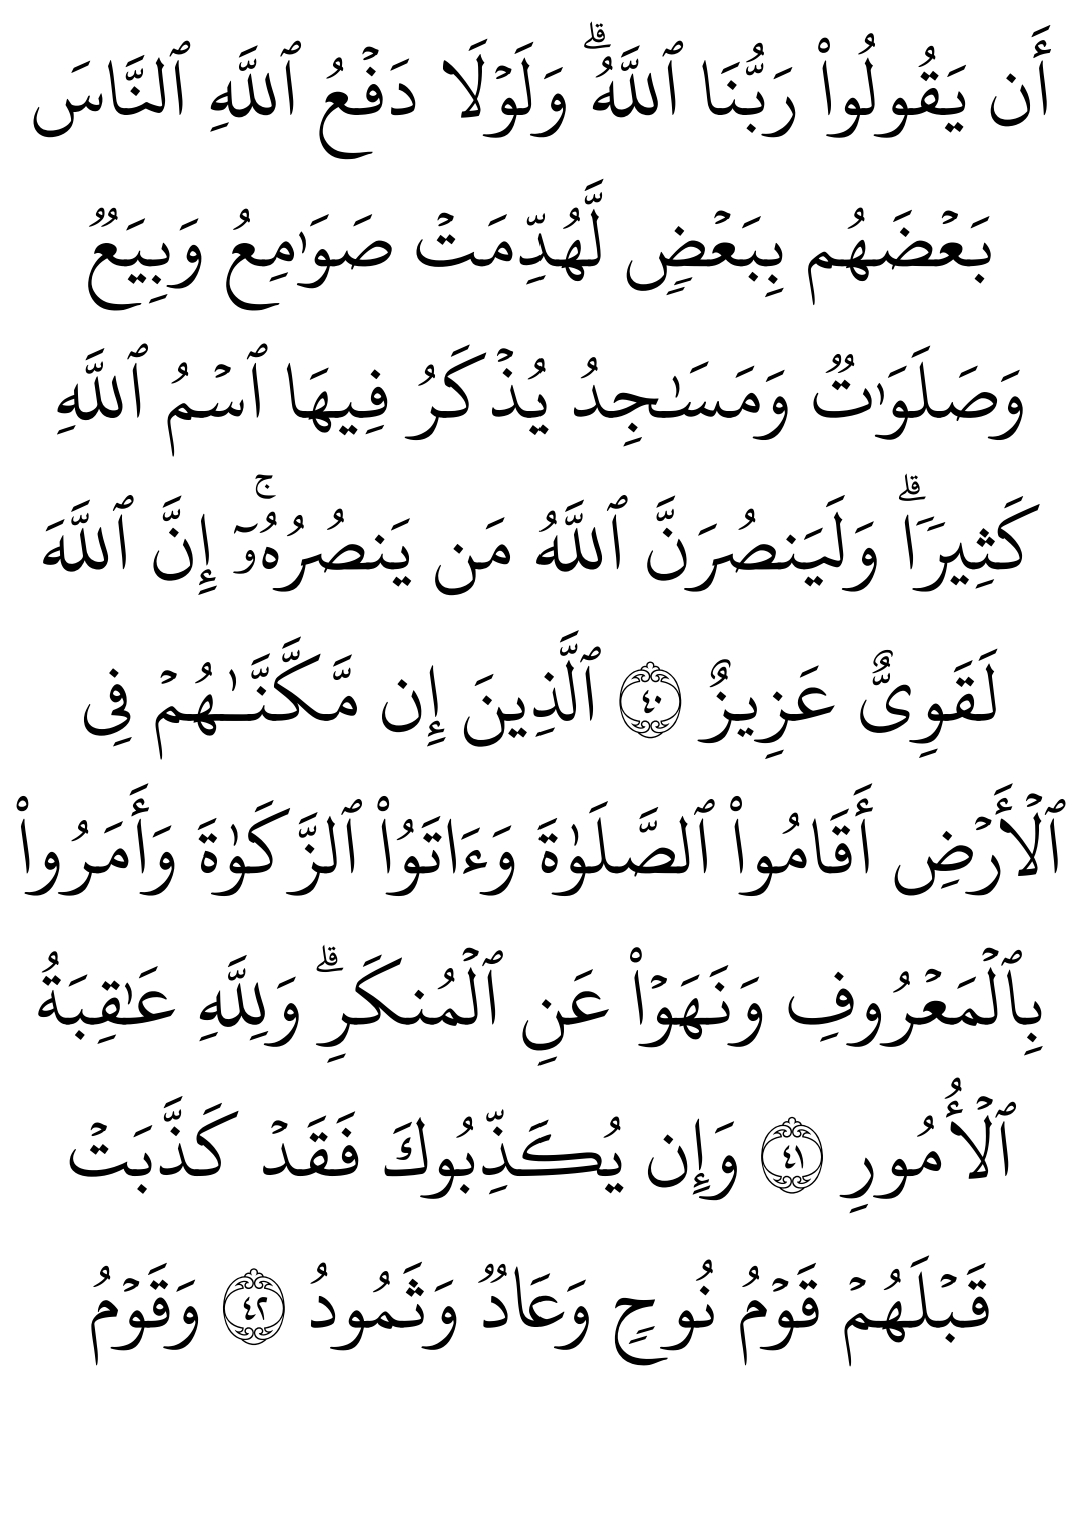 أَن يَقُولُواْ رَبُّنَا ٱللَّهُۗ وَلَوۡلَا دَفۡعُ ٱللَّهِ ٱلنَّاسَ
بَعۡضَهُم بِبَعۡضٖ لَّهُدِّمَتۡ صَوَٰمِعُ وَبِيَعٞ
وَصَلَوَٰتٞ وَمَسَٰجِدُ يُذۡكَرُ فِيهَا ٱسۡمُ ٱللَّهِ
كَثِيرٗاۗ وَلَيَنصُرَنَّ ٱللَّهُ مَن يَنصُرُهُۥٓۚ إِنَّ ٱللَّهَ
لَقَوِيٌّ عَزِيزٌ ٤٠ ٱلَّذِينَ إِن مَّكَّنَّـٰهُمۡ فِي
ٱلۡأَرۡضِ أَقَامُواْ ٱلصَّلَوٰةَ وَءَاتَوُاْ ٱلزَّكَوٰةَ وَأَمَرُواْ
بِٱلۡمَعۡرُوفِ وَنَهَوۡاْ عَنِ ٱلۡمُنكَرِۗ وَلِلَّهِ عَٰقِبَةُ
ٱلۡأُمُورِ ٤١ وَإِن يُكَذِّبُوكَ فَقَدۡ كَذَّبَتۡ
قَبۡلَهُمۡ قَوۡمُ نُوحٖ وَعَادٞ وَثَمُودُ ٤٢ وَقَوۡمُ